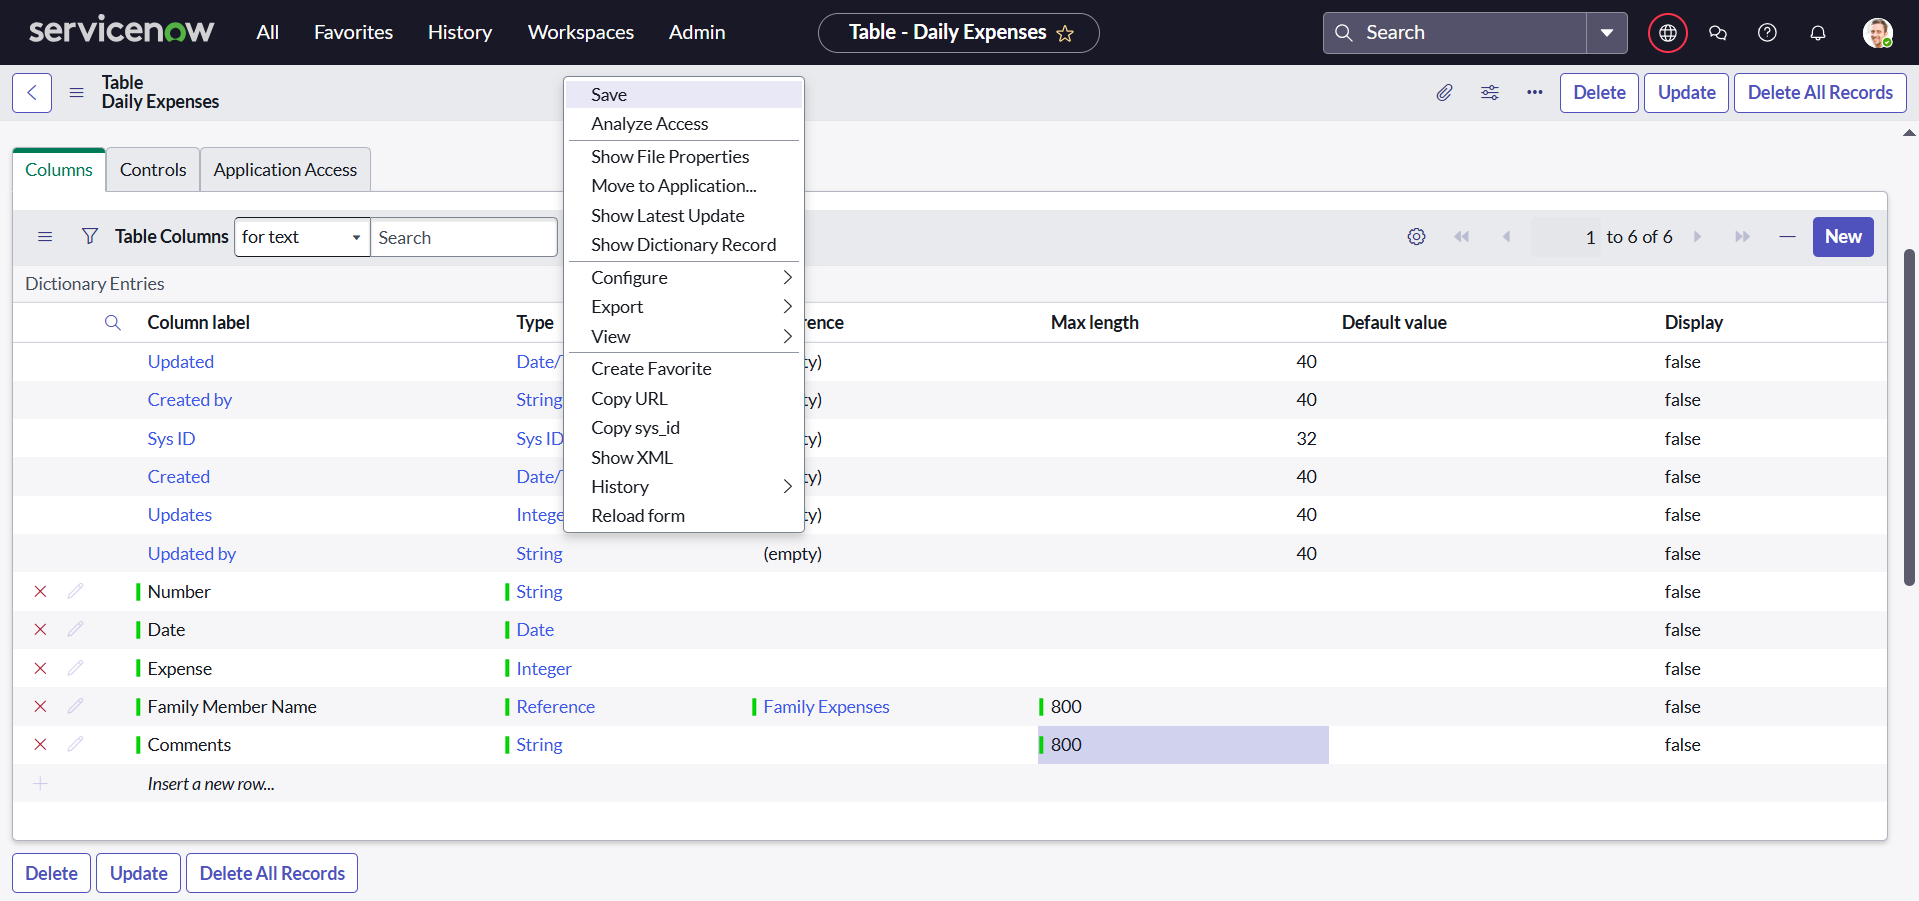 servicenow All Favorites History Workspaces Admin Table - Daily Expenses Search
Table
Daily Expenses
Delete Update Delete All Records
Save
Analyze Access
Show File Properties
Move to Application...
Show Latest Update
Show Dictionary Record
Configure
Export
View
Create Favorite
Copy URL
Copy sys_id
Show XML
History
Reload form
Columns Controls Application Access
Table Columns for text Search 1 to 6 of 6 New
Dictionary Entries
Column label Type rence Max length Default value Display
Updated Date/ ty) 40 false
Created by String ty) 40 false
Sys ID Sys ID ty) 32 false
Created Date/ ty) 40 false
Updates Intege ty) 40 false
Updated by String (empty) 40 false
Number String false
Date Date false
Expense Integer false
Family Member Name Reference Family Expenses 800 false
Comments String 800 false
Insert a new row...
Delete Update Delete All Records